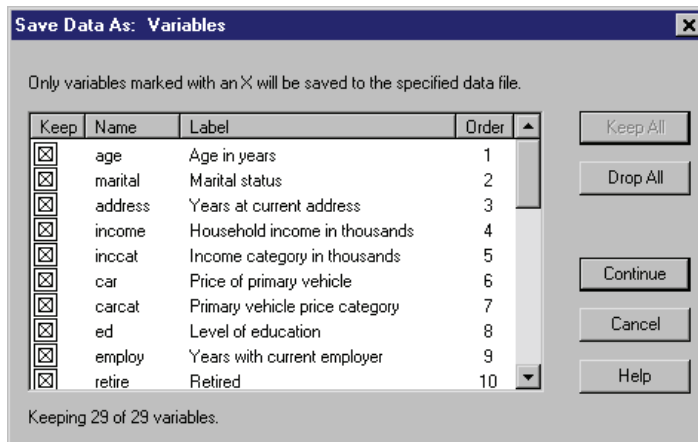 Save Data As: Variables
Only variables marked with an X will be saved to the specified data file.
Keep Name Label Order
age Age in years 1
marital Marital status 2
address Years at current address 3
income Household income in thousands 4
inccat Income category in thousands 5
car Price of primary vehicle 6
carcat Primary vehicle price category 7
ed Level of education 8
employ Years with current employer 9
retire Retired 10
Keep All
Drop All
Continue
Cancel
Help
Keeping 29 of 29 variables.